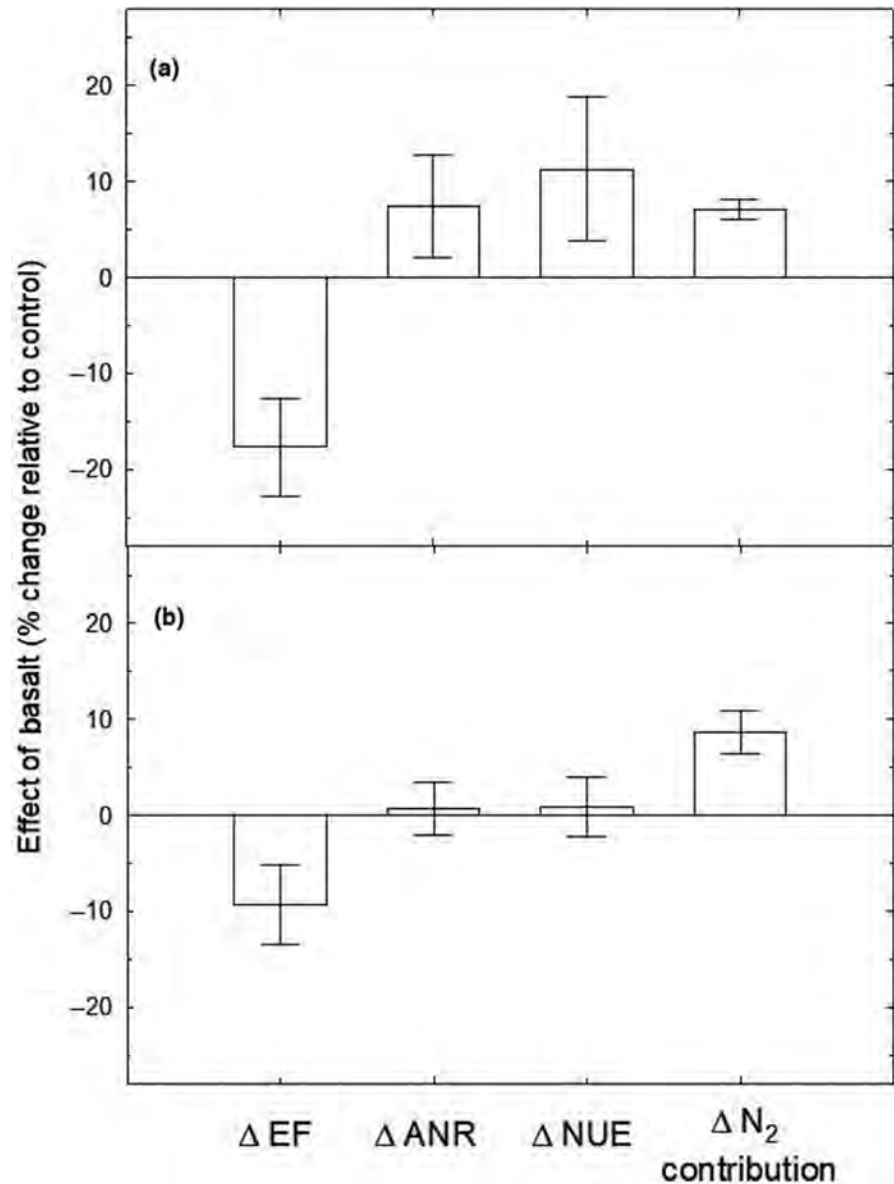 Effect of basalt (% change relative to control)
(a)
20
10
0
−10
−20
(b)
20
10
0
−10
−20
Δ EF Δ ANR Δ NUE Δ N₂
contribution